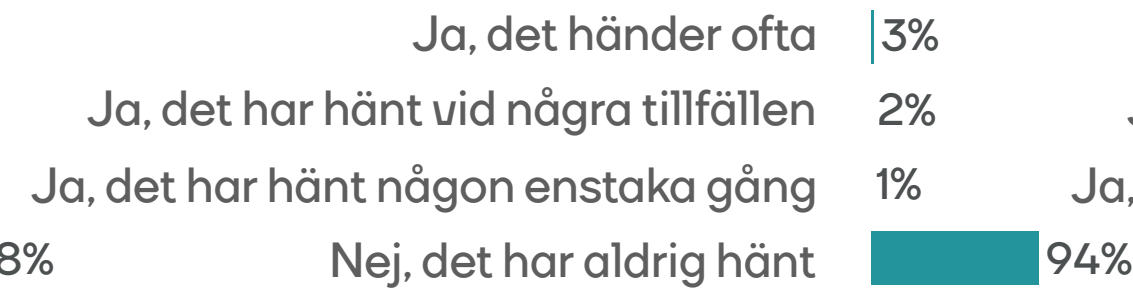 Ja, det händer ofta 3%
Ja, det har hänt vid några tillfällen 2%
Ja, det har hänt någon enstaka gång 1% Ja,
8% Nej, det har aldrig hänt 94%